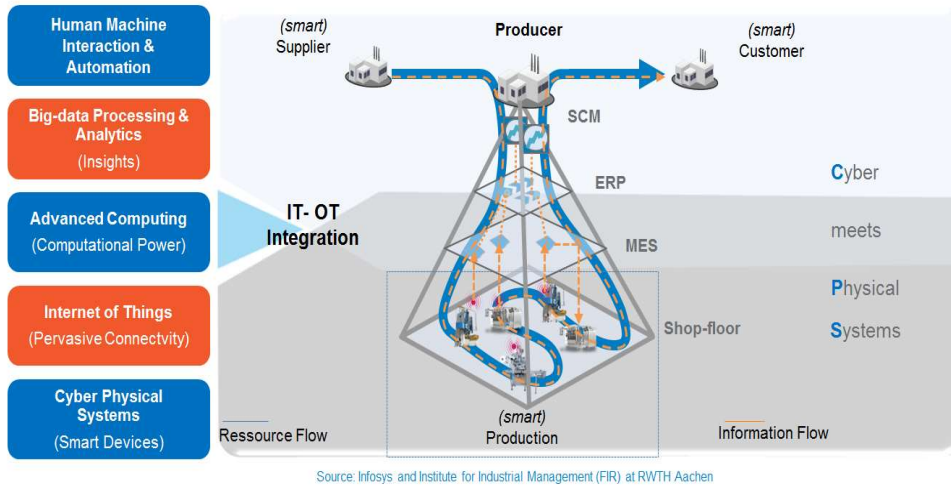 Human Machine
Interaction &
Automation
Big-data Processing &
Analytics
(Insights)
Advanced Computing
(Computational Power)
Internet of Things
(Pervasive Connectvity)
Cyber Physical
Systems
(Smart Devices)
IT- OT
Integration
(smart)
Supplier
Producer
(smart)
Customer
SCM
ERP
MES
Shop-floor
Cyber
meets
Physical
Systems
(smart)
Production
Ressource Flow
Information Flow
Source: Infosys and Institute for Industrial Management (FIR) at RWTH Aachen